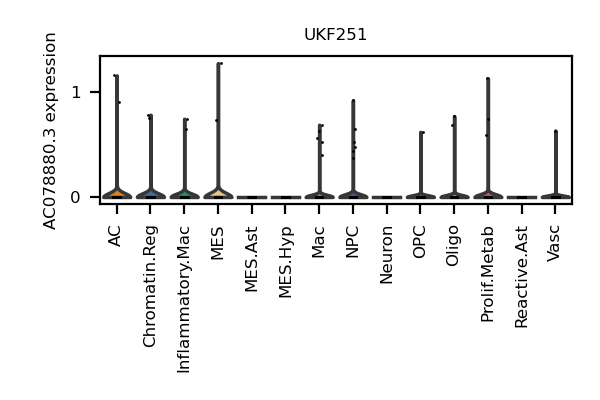 UKF251
AC078880.3 expression
1
0
AC
Chromatin.Reg
Inflammatory.Mac
MES
MES.Ast
MES.Hyp
Mac
NPC
Neuron
OPC
Oligo
Prolif.Metab
Reactive.Ast
Vasc